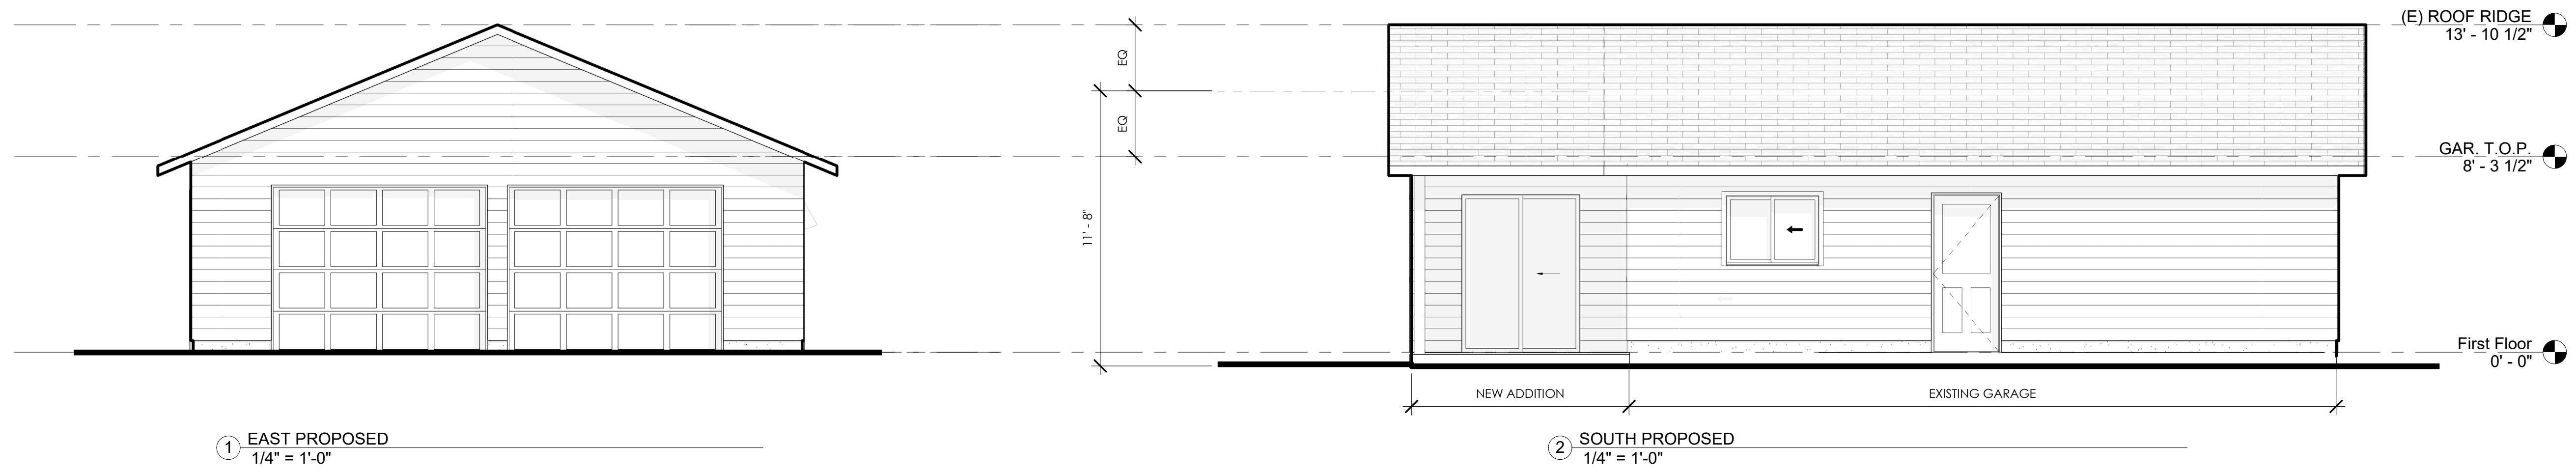 (E) ROOF RIDGE
13' - 10 1/2"
EQ
EQ
GAR. T.O.P.
8' - 3 1/2"
11' - 8"
First Floor
0' - 0"
NEW ADDITION
EXISTING GARAGE
1 EAST PROPOSED
1/4" = 1'-0"
2 SOUTH PROPOSED
1/4" = 1'-0"